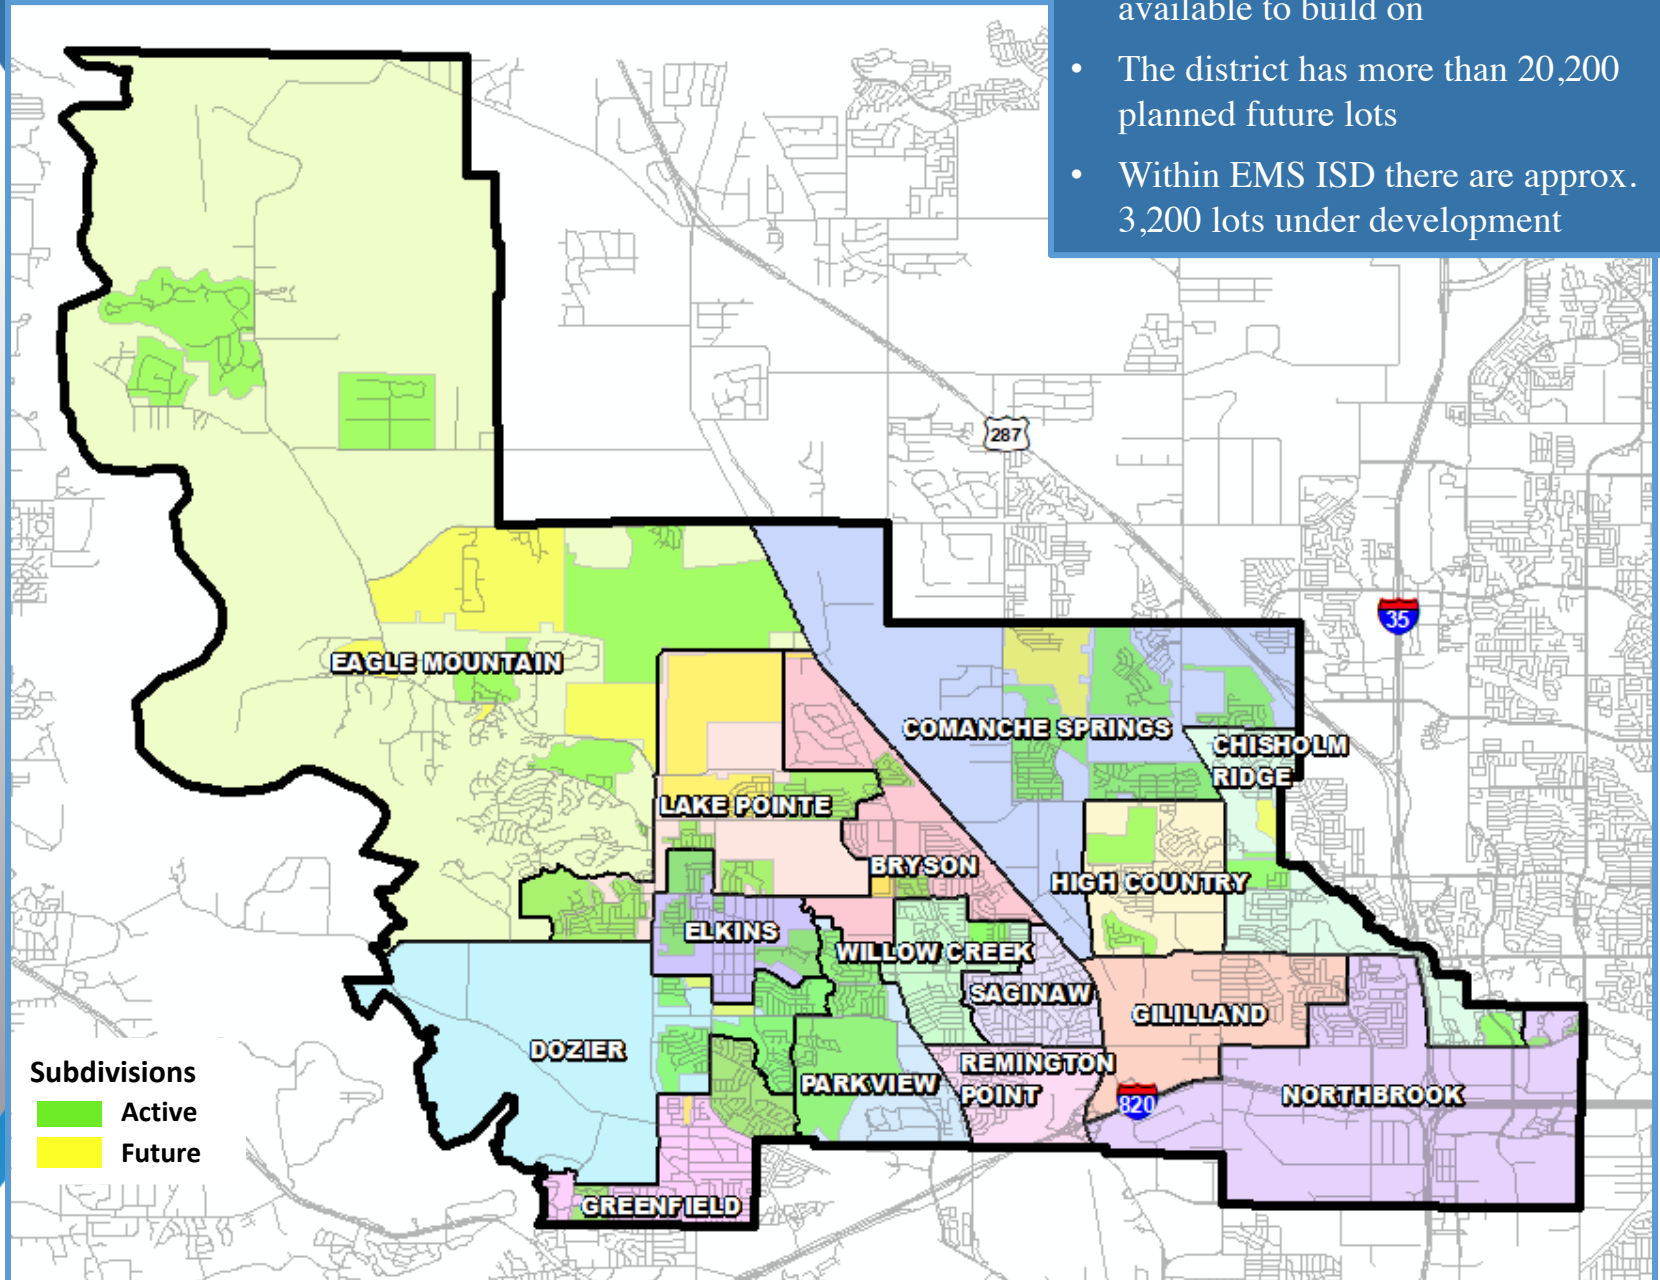 available to build on
• The district has more than 20,200
planned future lots
• Within EMS ISD there are approx.
3,200 lots under development
287
35
EAGLE MOUNTAIN
COMANCHE SPRINGS
CHISHOLM
RIDGE
LAKE POINTE
BRYSON
HIGH COUNTRY
ELKINS
WILLOW CREEK
SAGINAW
GILILLAND
DOZIER
REMINGTON
POINT
PARKVIEW
NORTHBROOK
820
GREENFIELD
Subdivisions
Active
Future